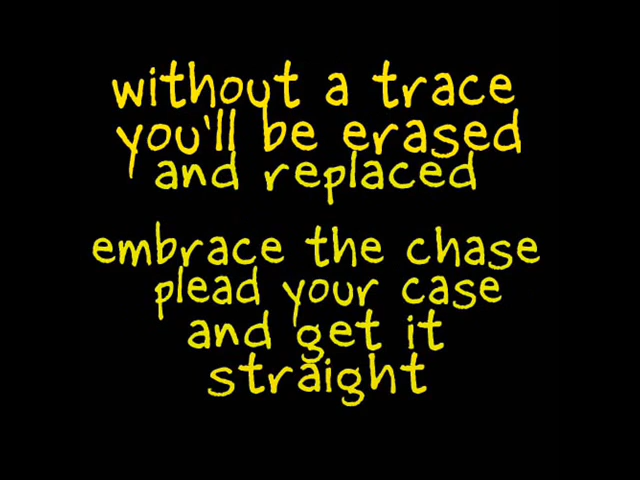 without a trace
you'll be erased
and replaced
embrace the chase
plead your case
and get it
straight